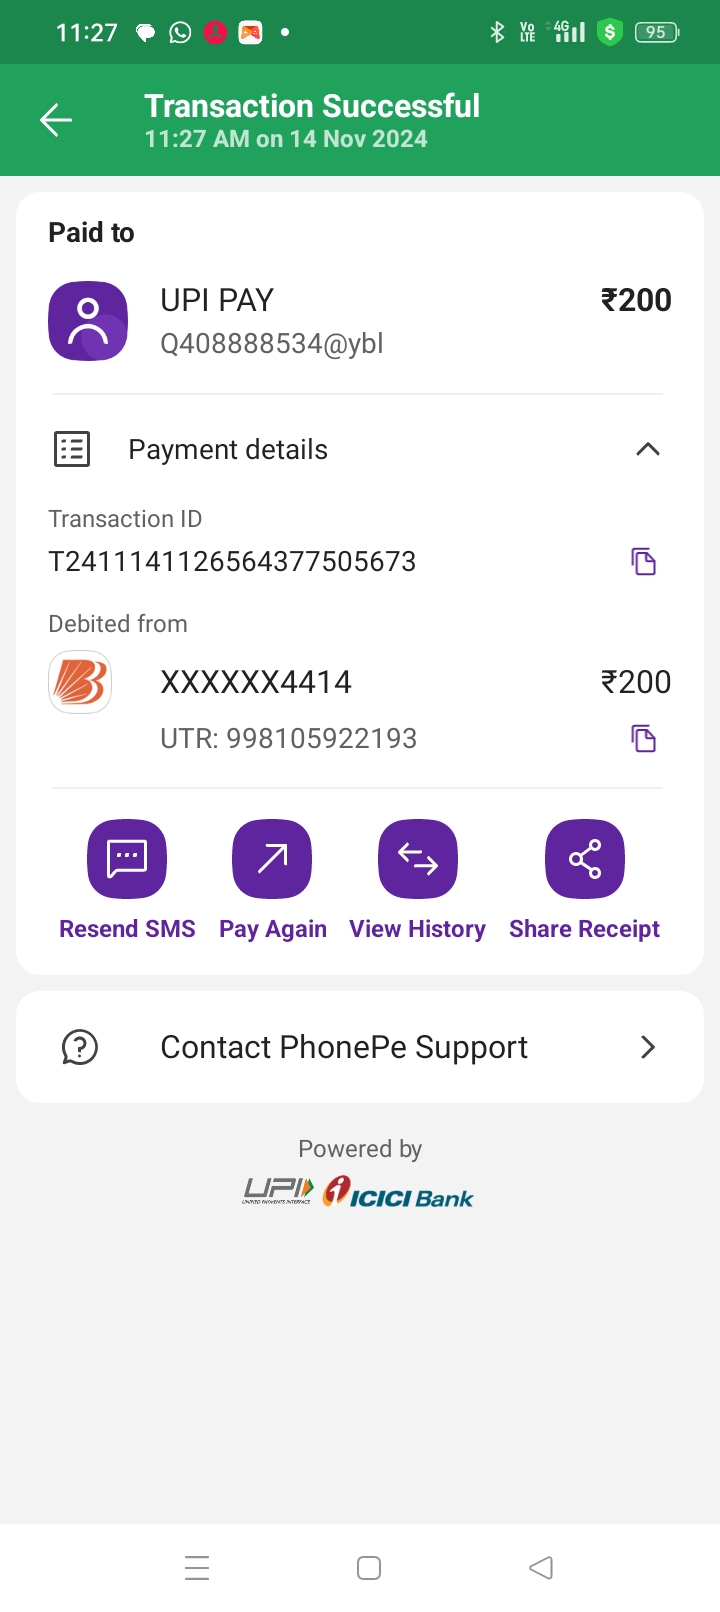 11:27 Vo LTE 4G 95
Transaction Successful
11:27 AM on 14 Nov 2024
Paid to
UPI PAY ₹200
Q408888534@ybl
Payment details
Transaction ID
T2411141126564377505673
Debited from
XXXXXX4414 ₹200
UTR: 998105922193
Resend SMS Pay Again View History Share Receipt
Contact PhonePe Support
Powered by
UPI ICICI Bank
UNIFIED PAYMENTS INTERFACE